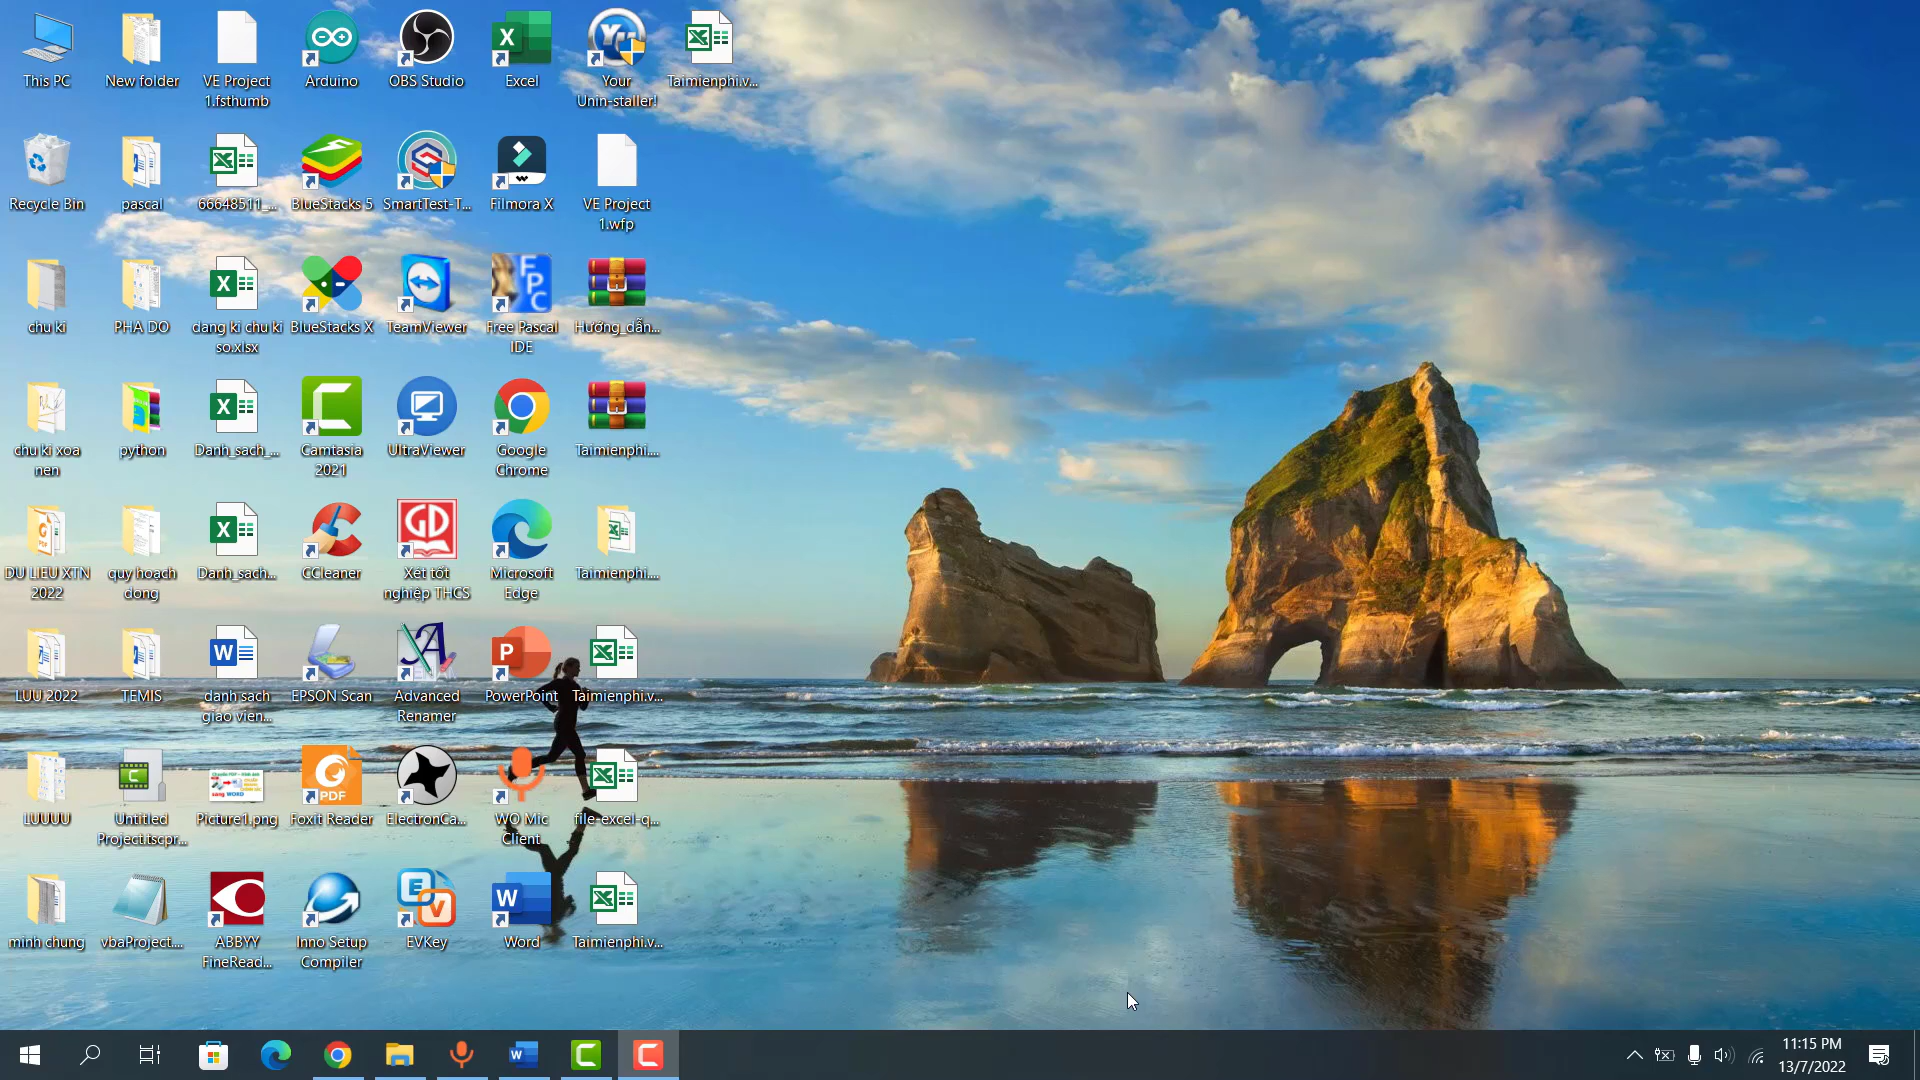 This PC
New folder
VE Project
1.fsthumb
Arduino
OBS Studio
Excel
Your
Unin-staller!
Taimienphi.v...
Recycle Bin
pascal
66648511_...
BlueStacks 5
SmartTest-T...
Filmora X
VE Project
1.wfp
chu ki
PHA DO
dang ki chu ki
so.xlsx
BlueStacks X
TeamViewer
Free Pascal
IDE
Hướng_dẫn...
chu ki xoa
nen
python
Danh_sach_...
Camtasia
2021
UltraViewer
Google
Chrome
Taimienphi....
DU LIEU XTN
2022
quy hoach
dong
Danh_sach...
CCleaner
Xét tốt
nghiệp THCS
Microsoft
Edge
Taimienphi....
LUU 2022
TEMIS
danh sach
giao vien...
EPSON Scan
Advanced
Renamer
PowerPoint
Taimienphi.v...
LUUUU
Untitled
Project.tscpr...
Picture1.png
Foxit Reader
ElectronCa...
WO Mic
Client
file-excel-q...
minh chung
vbaProject....
ABBYY
FineRead...
Inno Setup
Compiler
EVKey
Word
Taimienphi.v...
11:15 PM
13/7/2022